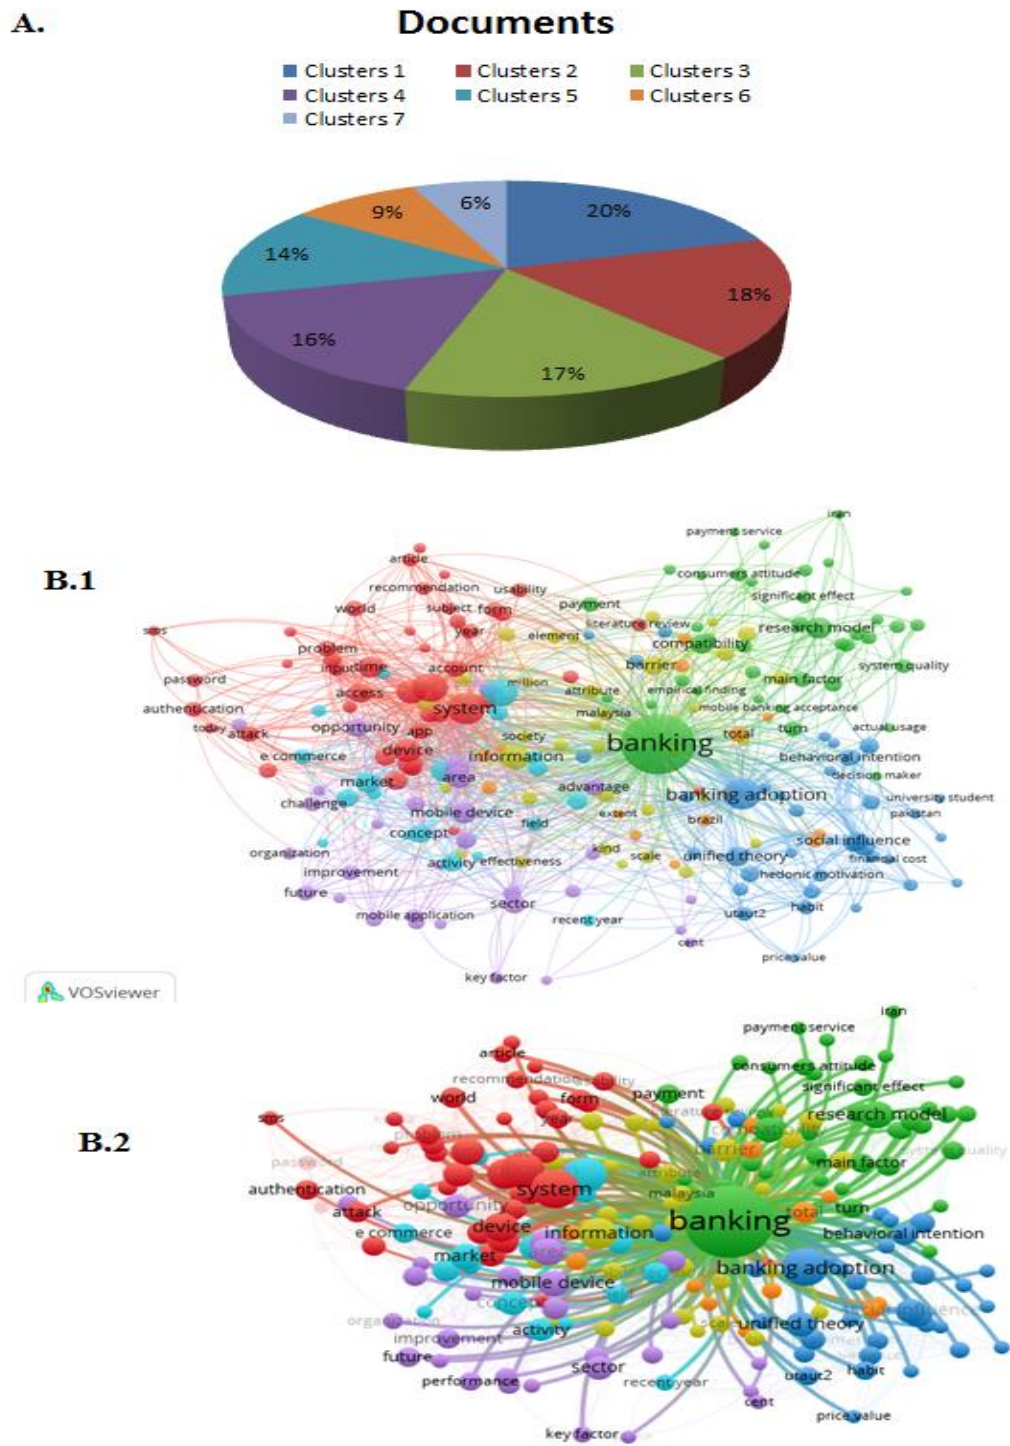 A.
Documents
Clusters 1 Clusters 2 Clusters 3
Clusters 4 Clusters 5 Clusters 6
Clusters 7
6%
20%
9%
14%
18%
16%
17%
B.1
iran
payment service
article
consumers attitude
recommendation usability
significant effect
world subject form payment
sms year element literature review research model
problem compatibility
input time account barrier system quality
password access million attribute empirical finding main factor
authentication system malaysia mobile banking acceptance
today attack opportunity app society banking total turn actual usage
e commerce device information behavioral intention
market area advantage decision maker
challenge mobile device banking adoption university student
concept field extent brazil pakistan
organization kind social influence
improvement activity effectiveness scale unified theory financial cost
future hedonic motivation
mobile application sector recent year utaut2 habit
cent
key factor price value
VOSviewer
B.2
iran
payment service
article
consumers attitude
recommendation
world form payment significant effect
sms year research model
problem barrier
password attribute main factor
authentication system malaysia
attack opportunity banking total turn
e commerce device information behavioral intention
market banking adoption
mobile device
concept
organization activity scale unified theory
improvement
future sector habit
performance recent year utaut2
cent
key factor price value